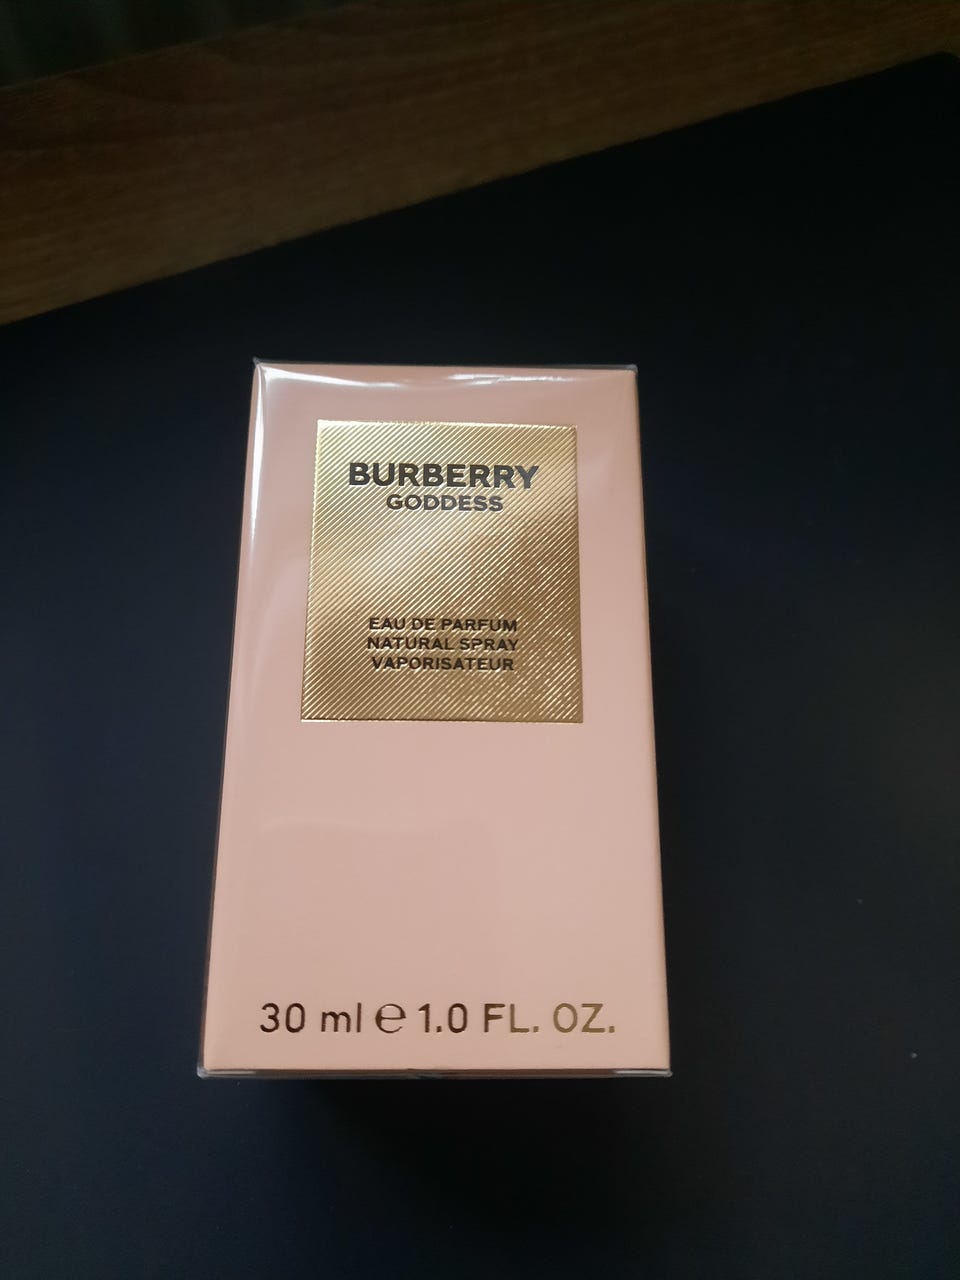 BURBERRY
GODDESS
EAU DE PARFUM
NATURAL SPRAY
VAPORISATEUR
30 ml ℮ 1.0 FL. OZ.